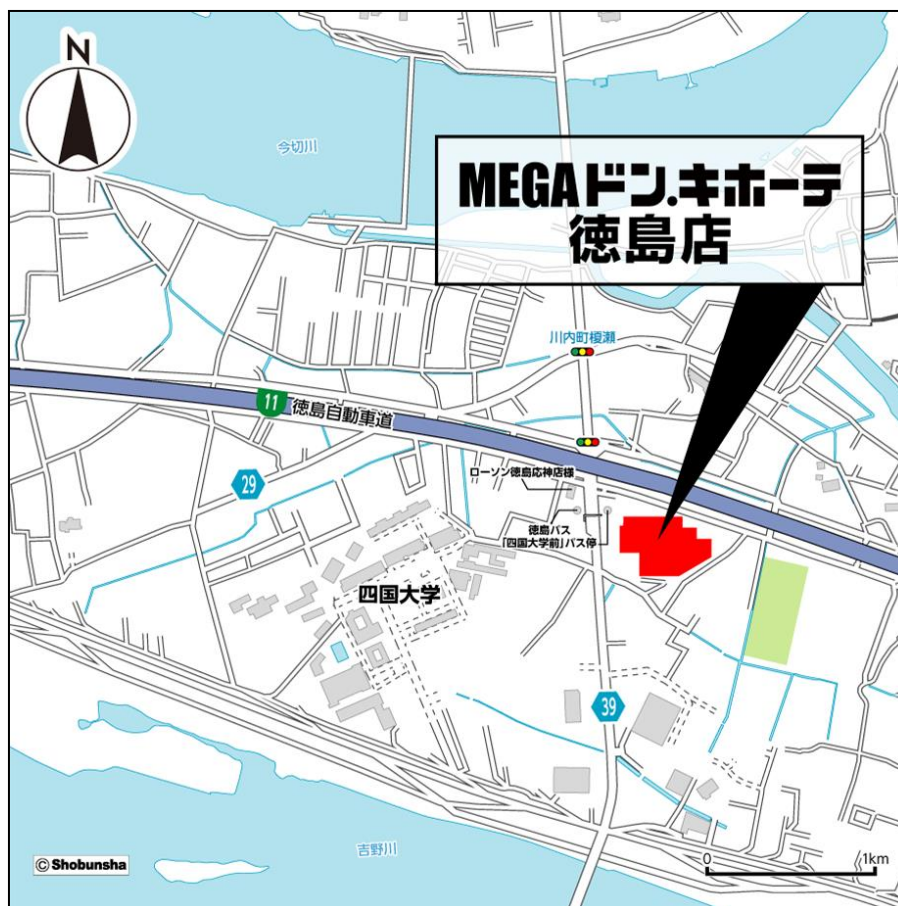 N
今切川
MEGAドン.キホーテ
徳島店
川内町榎瀬
11
徳島自動車道
29
ローソン徳島応神店様
徳島バス
「四国大学前」バス停
四国大学
39
吉野川
© Shobunsha
0 1km